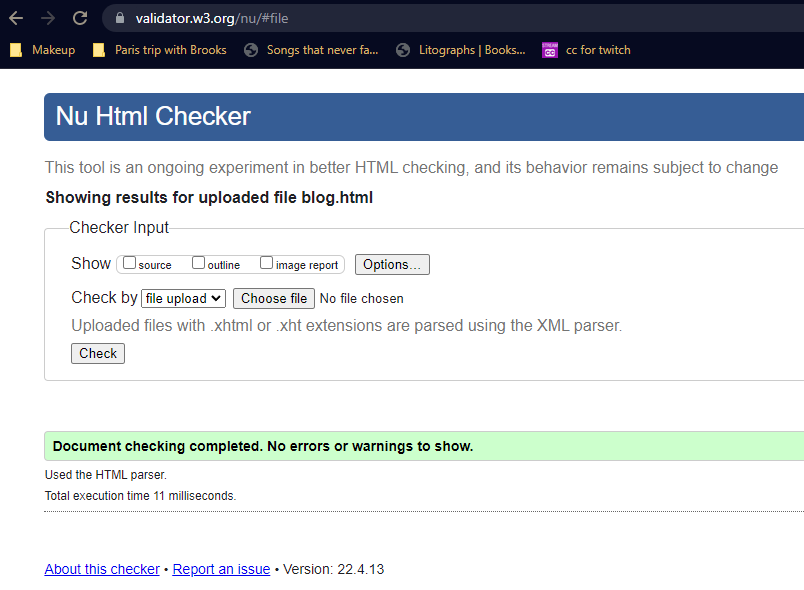 validator.w3.org/nu/#file
Makeup Paris trip with Brooks Songs that never fa... Litographs | Books... STREAM CC cc for twitch
Nu Html Checker
This tool is an ongoing experiment in better HTML checking, and its behavior remains subject to change
Showing results for uploaded file blog.html
Checker Input
Show source outline image report Options...
Check by file upload Choose file No file chosen
Uploaded files with .xhtml or .xht extensions are parsed using the XML parser.
Check
Document checking completed. No errors or warnings to show.
Used the HTML parser.
Total execution time 11 milliseconds.
About this checker • Report an issue • Version: 22.4.13